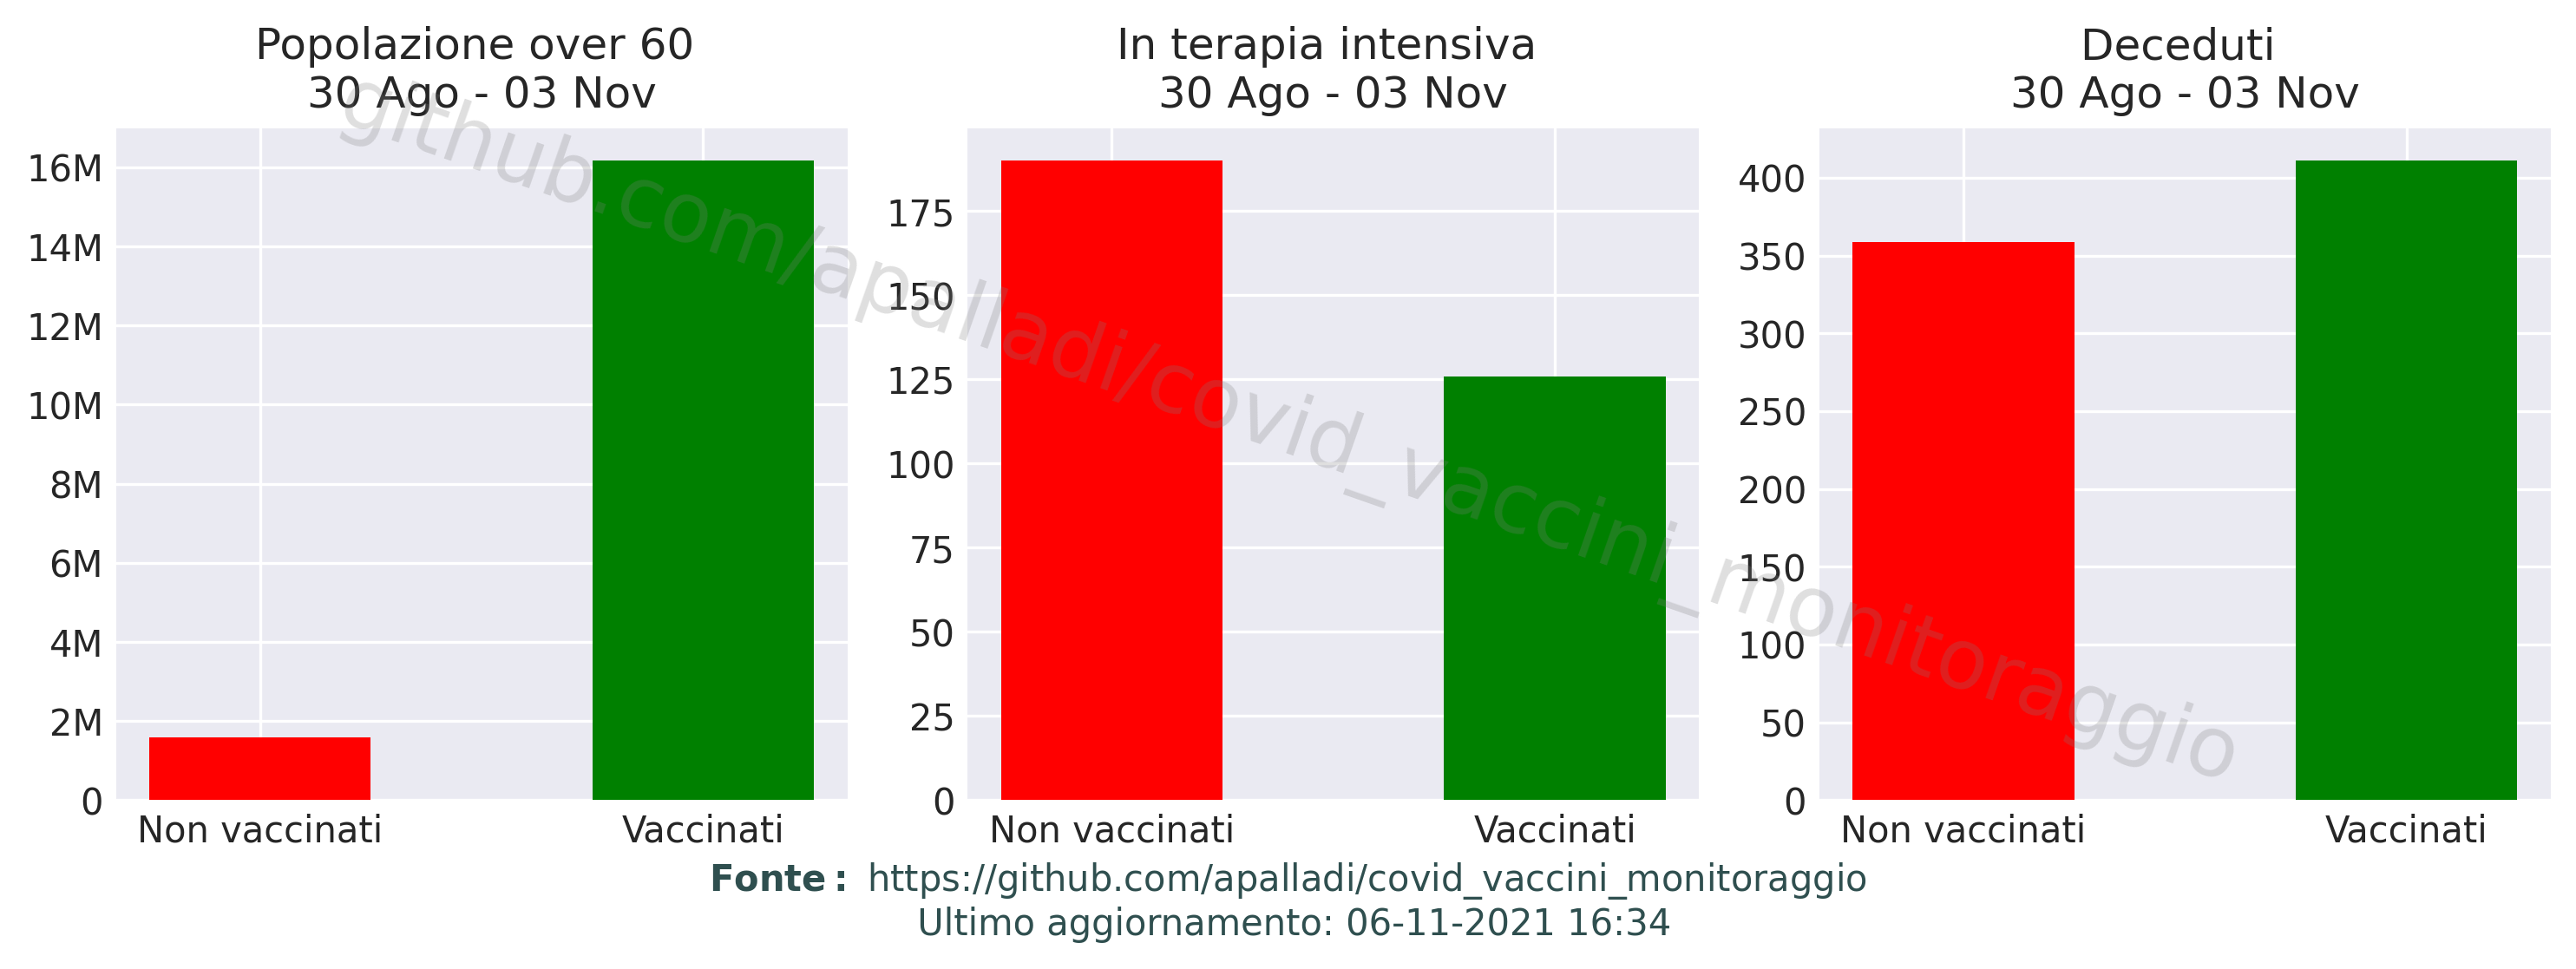 Popolazione over 60
30 Ago - 03 Nov
16M
14M
12M
10M
8M
6M
4M
2M
0
Non vaccinati
Vaccinati
In terapia intensiva
30 Ago - 03 Nov
175
150
125
100
75
50
25
0
Non vaccinati
Vaccinati
Deceduti
30 Ago - 03 Nov
400
350
300
250
200
150
100
50
0
Non vaccinati
Vaccinati
github.com/apalladi/covid_vaccini_monitoraggio
Fonte: https://github.com/apalladi/covid_vaccini_monitoraggio
Ultimo aggiornamento: 06-11-2021 16:34